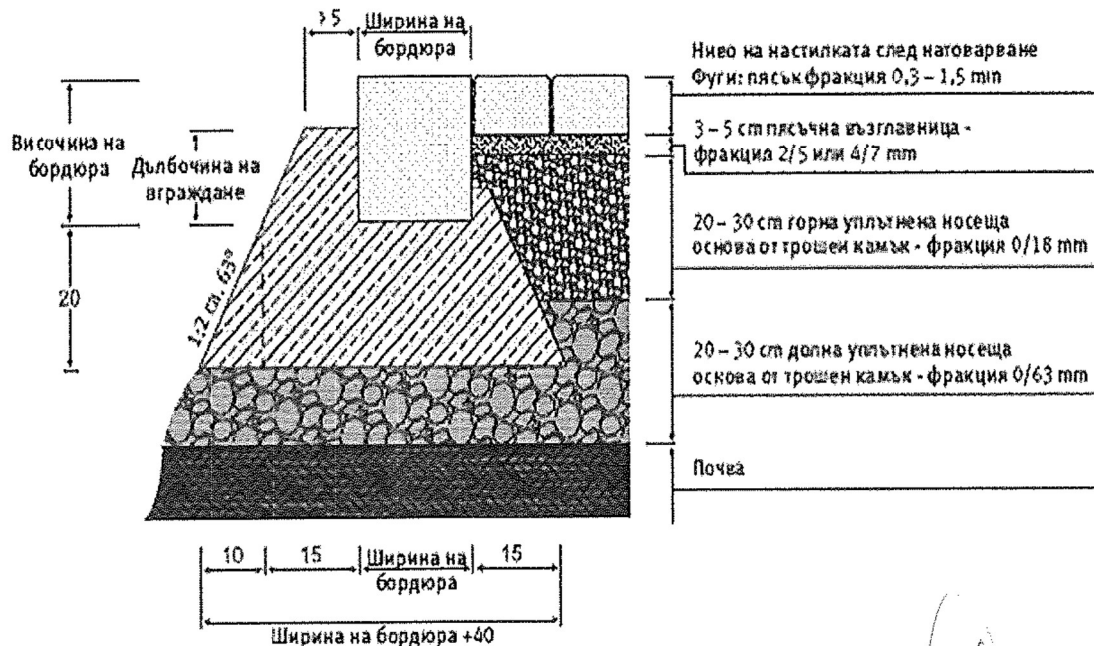 >5
Ширина на
бордюра
Ниво на настилката след натоварване
Фуги: пясък фракция 0,3 – 1,5 mm
3 – 5 cm пясъчна възглавница -
фракция 2/5 или 4/7 mm
Височина на
бордюра
Дълбочина на
вграждане
20 – 30 cm горна уплътнена носеща
основа от трошен камък - фракция 0/18 mm
20
1:2 са. 63°
20 – 30 cm долна уплътнена носеща
основа от трошен камък - фракция 0/63 mm
Почва
10
15
Ширина на
бордюра
15
Ширина на бордюра +40